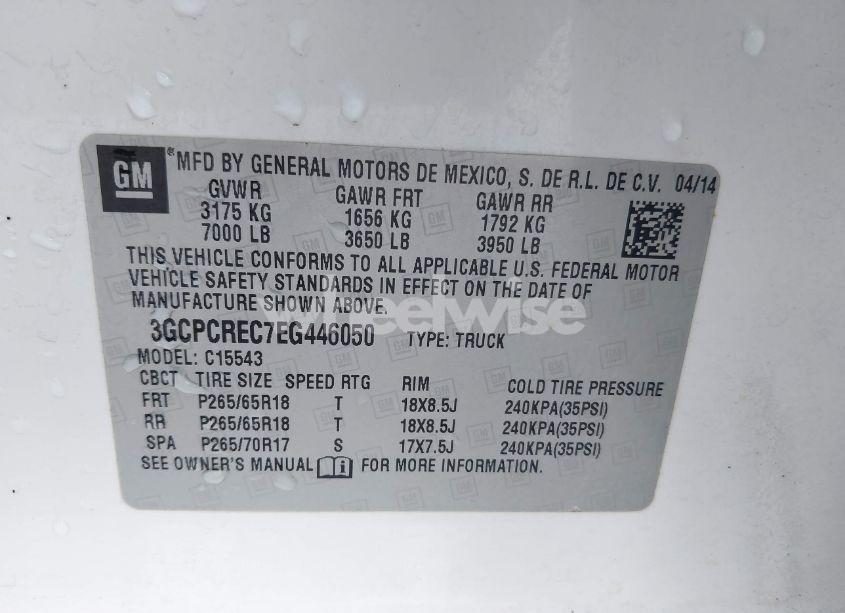 GM
® MFD BY GENERAL MOTORS DE MEXICO, S. DE R.L. DE C.V. 04/14
GVWR GAWR FRT GAWR RR
3175 KG 1656 KG 1792 KG
7000 LB 3650 LB 3950 LB
THIS VEHICLE CONFORMS TO ALL APPLICABLE U.S. FEDERAL MOTOR
VEHICLE SAFETY STANDARDS IN EFFECT ON THE DATE OF
MANUFACTURE SHOWN ABOVE.
wheelwise
3GCPCREC7EG446050 TYPE: TRUCK
MODEL: C15543
CBCT TIRE SIZE SPEED RTG RIM COLD TIRE PRESSURE
FRT P265/65R18 T 18X8.5J 240KPA(35PSI)
RR P265/65R18 T 18X8.5J 240KPA(35PSI)
SPA P265/70R17 S 17X7.5J 240KPA(35PSI)
SEE OWNER'S MANUAL FOR MORE INFORMATION.